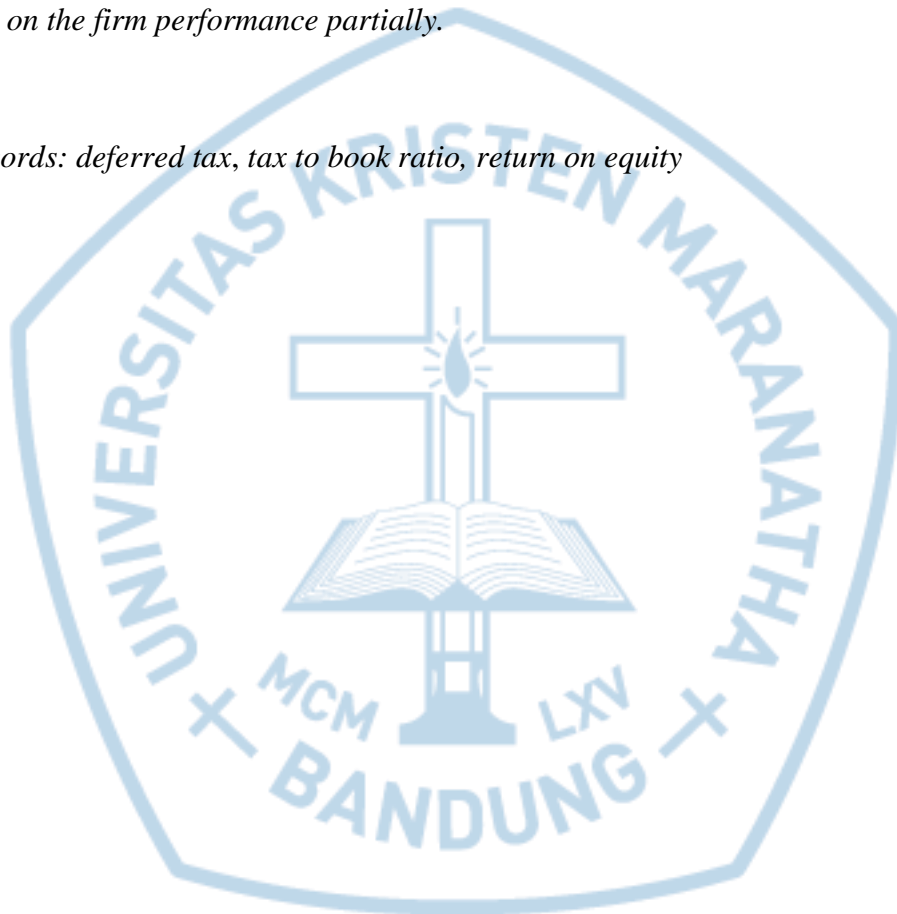 on the firm performance partially.
ords: deferred tax, tax to book ratio, return on equity
UNIVERSITAS KRISTEN MARANATHA
MCM LXV
BANDUNG